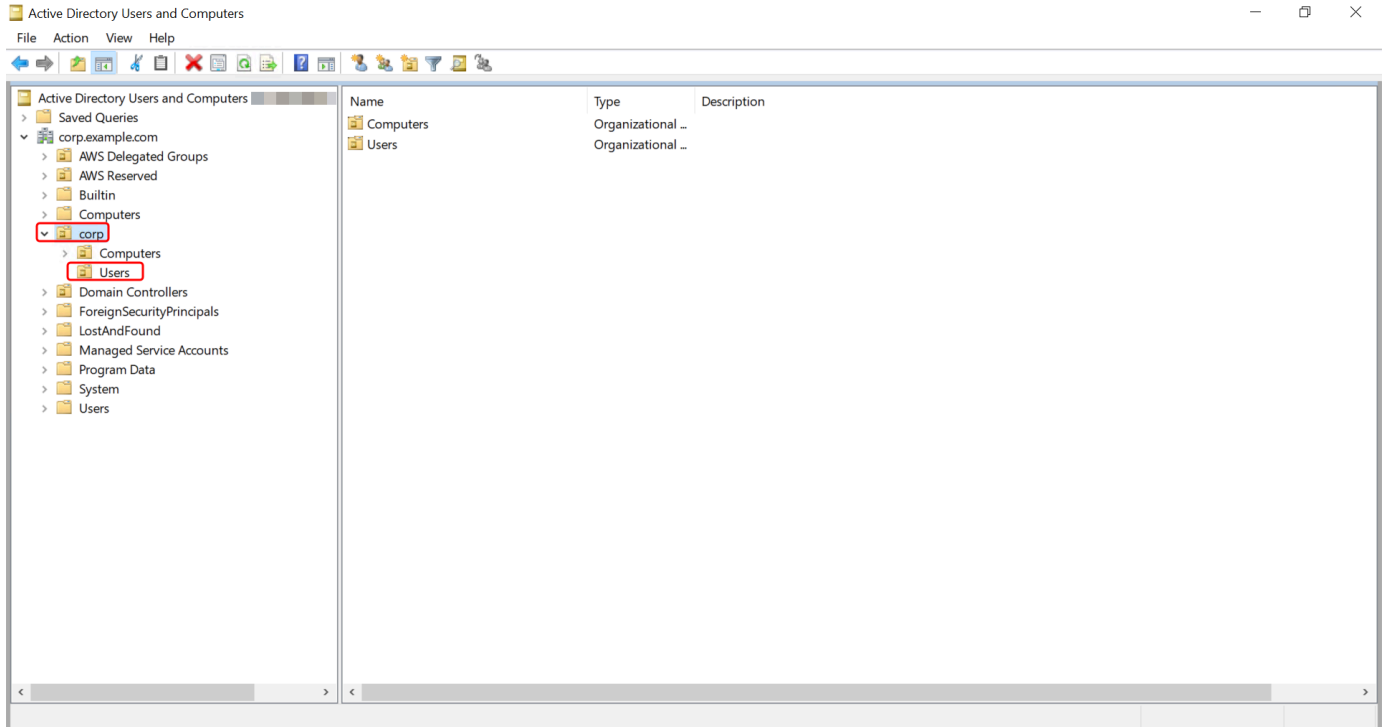 Active Directory Users and Computers
File Action View Help
Active Directory Users and Computers
Saved Queries
corp.example.com
AWS Delegated Groups
AWS Reserved
Builtin
Computers
corp
Computers
Users
Domain Controllers
ForeignSecurityPrincipals
LostAndFound
Managed Service Accounts
Program Data
System
Users
Name Type Description
Computers Organizational ...
Users Organizational ...